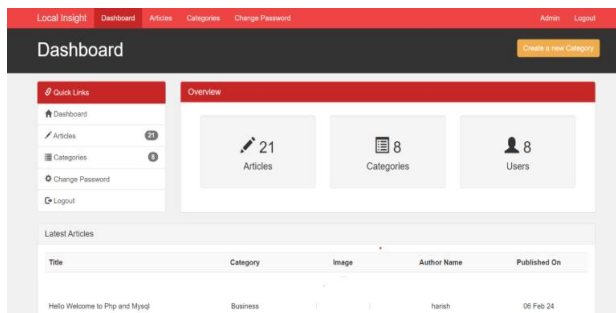 Local Insight Dashboard Articles Categories Change Password Admin Logout
Dashboard
Create a new Category
Quick Links
Dashboard
Articles 21
Categories 8
Change Password
Logout
Overview
21
Articles
8
Categories
8
Users
Latest Articles
Title Category Image Author Name Published On
Hello Welcome to Php and Mysql Business harish 06 Feb 24